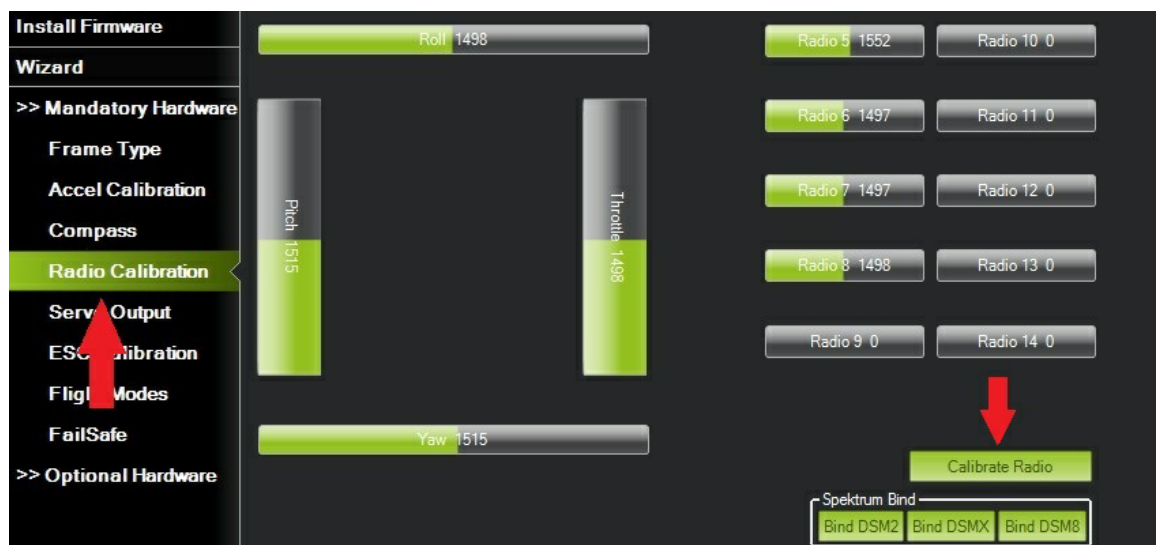 Install Firmware
Wizard
>> Mandatory Hardware
Frame Type
Accel Calibration
Compass
Radio Calibration
Servo Output
ESC Calibration
Flight Modes
FailSafe
>> Optional Hardware
Roll 1498
Pitch 1515
Throttle 1498
Yaw 1515
Radio 5 1552
Radio 10 0
Radio 6 1497
Radio 11 0
Radio 7 1497
Radio 12 0
Radio 8 1498
Radio 13 0
Radio 9 0
Radio 14 0
Calibrate Radio
Spektrum Bind
Bind DSM2 Bind DSMX Bind DSM8